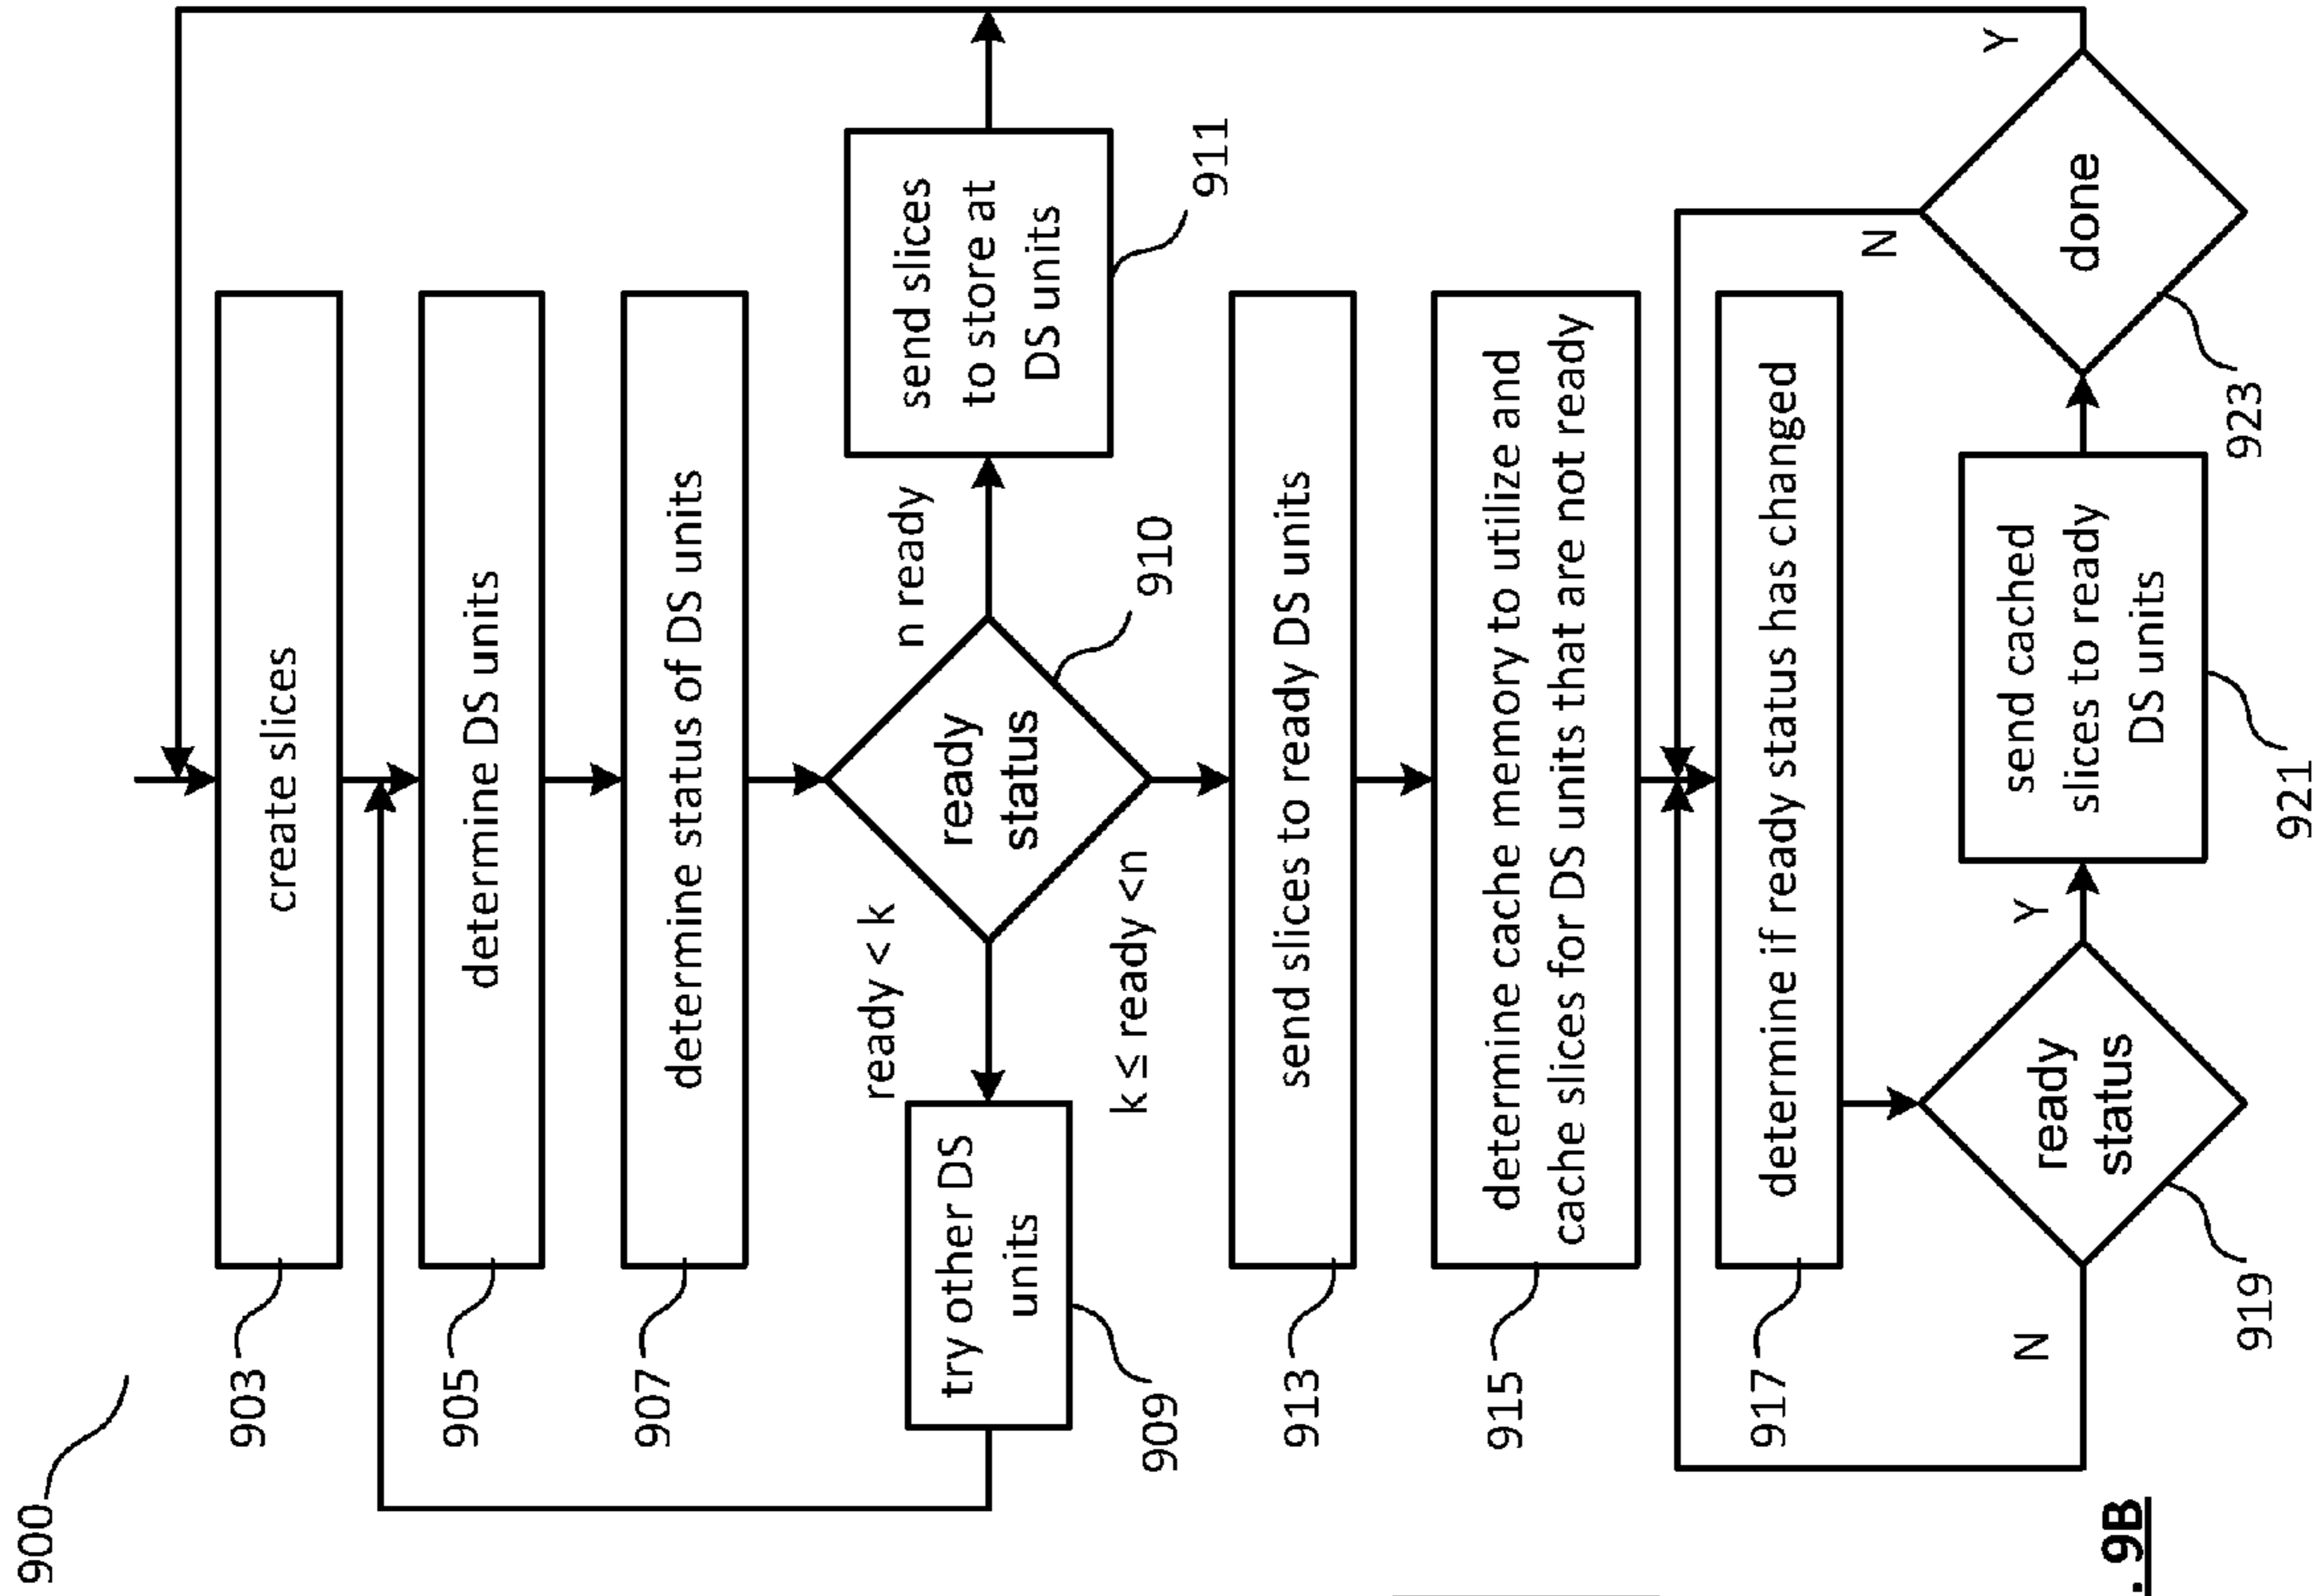 900
903
create slices
905
determine DS units
907
determine status of DS units
ready < k
ready
status
n ready
910
try other DS
units
909
send slices
to store at
DS units
911
k ≤ ready <n
913
send slices to ready DS units
915
determine cache memory to utilize and
cache slices for DS units that are not ready
917
determine if ready status has changed
N
ready
status
919
Y
send cached
slices to ready
DS units
921
N
done
Y
923
. 9B